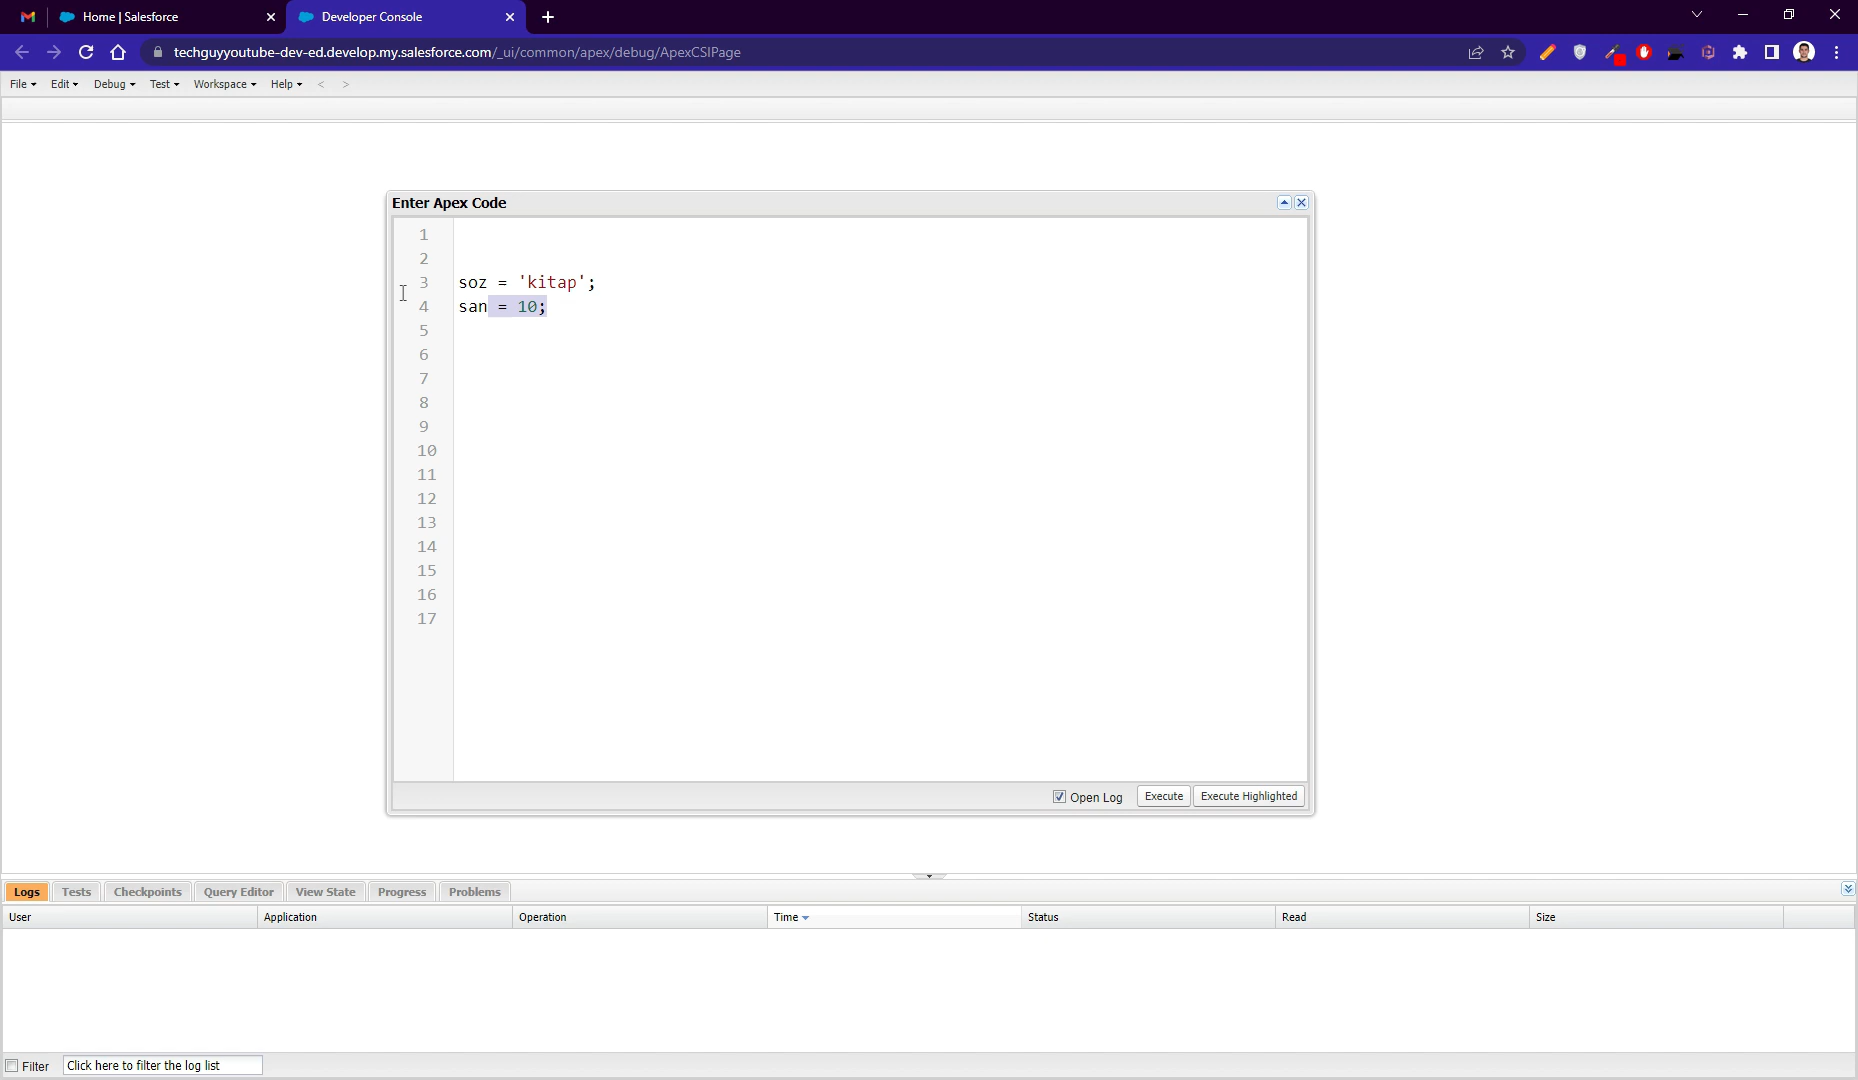 Home | Salesforce
Developer Console
techguyyoutube-dev-ed.develop.my.salesforce.com/_ui/common/apex/debug/ApexCSIPage
File Edit Debug Test Workspace Help < >
Enter Apex Code
1
2
3 soz = 'kitap';
4 san = 10;
5
6
7
8
9
10
11
12
13
14
15
16
17
Open Log Execute Execute Highlighted
Logs Tests Checkpoints Query Editor View State Progress Problems
User Application Operation Time Status Read Size
Filter Click here to filter the log list